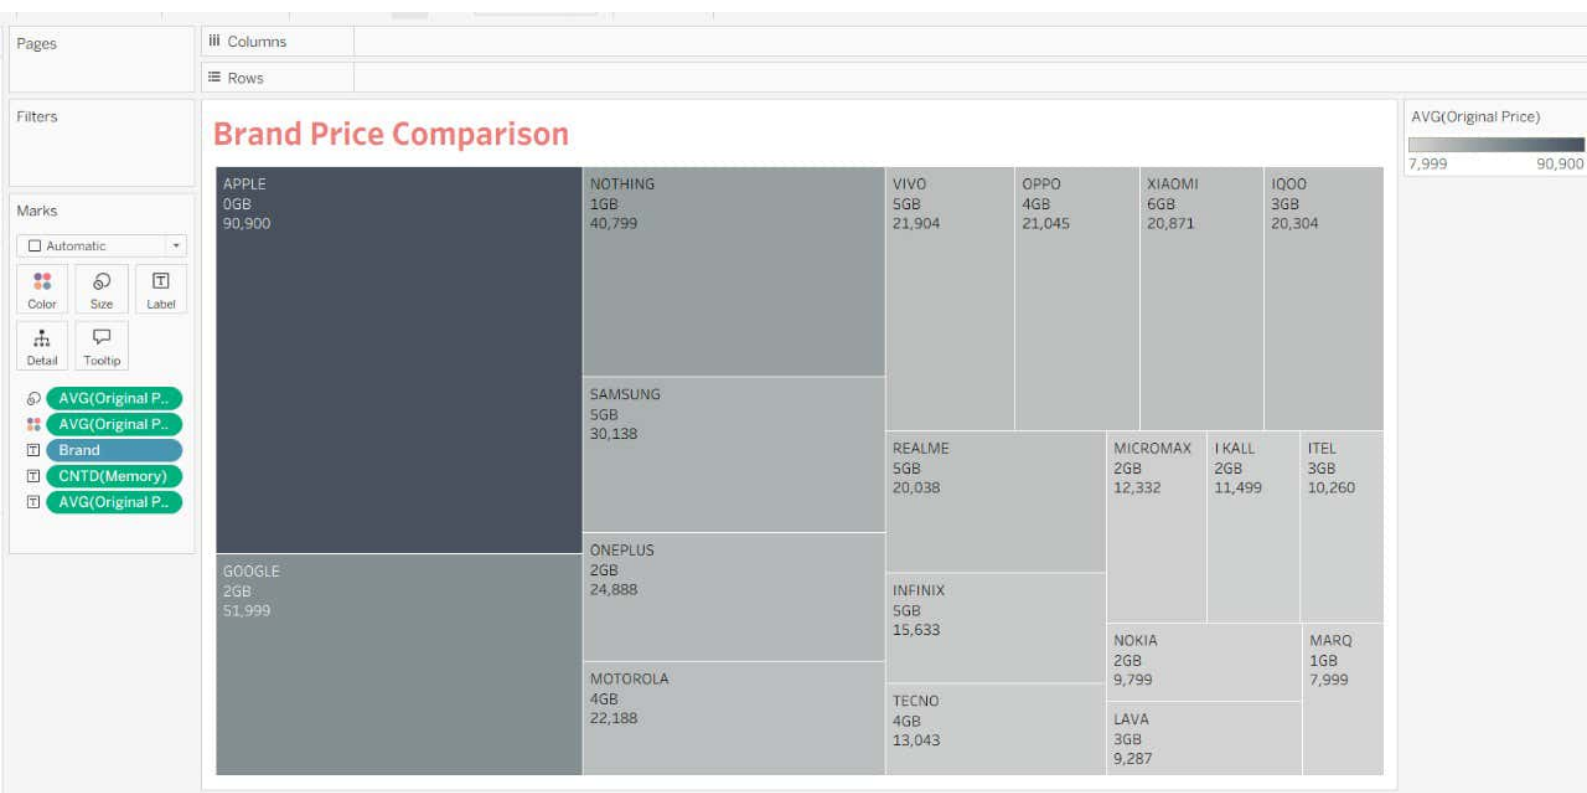 Pages
Columns
Rows
Filters
Brand Price Comparison
AVG(Original Price)
7,999 90,900
Marks
Automatic
Color Size Label
Detail Tooltip
AVG(Original P..
AVG(Original P..
Brand
CNTD(Memory)
AVG(Original P..
APPLE
0GB
90,900
GOOGLE
2GB
51,999
NOTHING
1GB
40,799
SAMSUNG
5GB
30,138
ONEPLUS
2GB
24,888
MOTOROLA
4GB
22,188
VIVO
5GB
21,904
OPPO
4GB
21,045
XIAOMI
6GB
20,871
IQOO
3GB
20,304
REALME
5GB
20,038
INFINIX
5GB
15,633
TECNO
4GB
13,043
MICROMAX
2GB
12,332
I KALL
2GB
11,499
ITEL
3GB
10,260
NOKIA
2GB
9,799
LAVA
3GB
9,287
MARQ
1GB
7,999